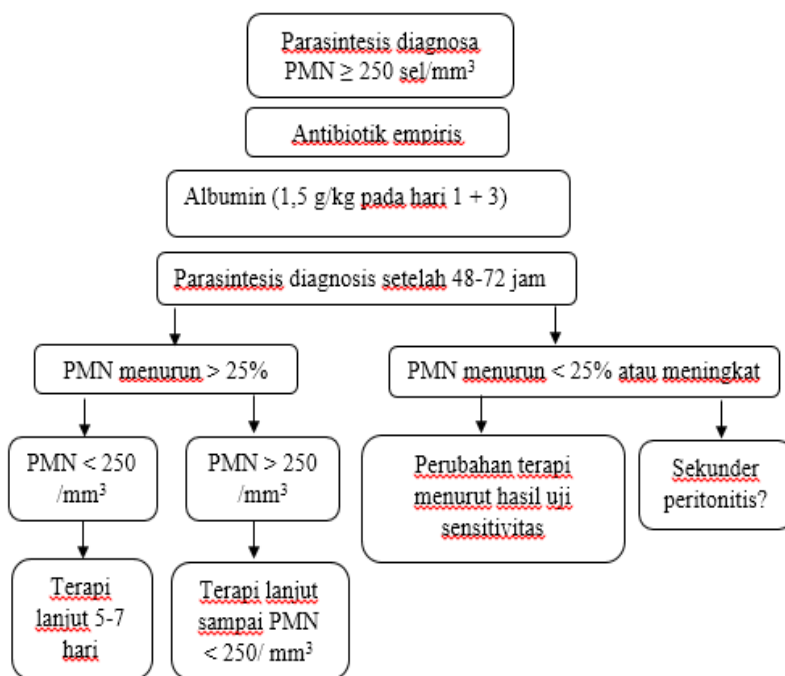 Parasintesis diagnosa
PMN ≥ 250 sel/mm³
Antibiotik empiris
Albumin (1,5 g/kg pada hari 1 + 3)
Parasintesis diagnosis setelah 48-72 jam
PMN menurun > 25%
PMN menurun < 25% atau meningkat
PMN < 250
/mm³
PMN > 250
/mm³
Perubahan terapi
menurut hasil uji
sensitivitas
Sekunder
peritonitis?
Terapi
lanjut 5-7
hari
Terapi lanjut
sampai PMN
< 250/ mm³